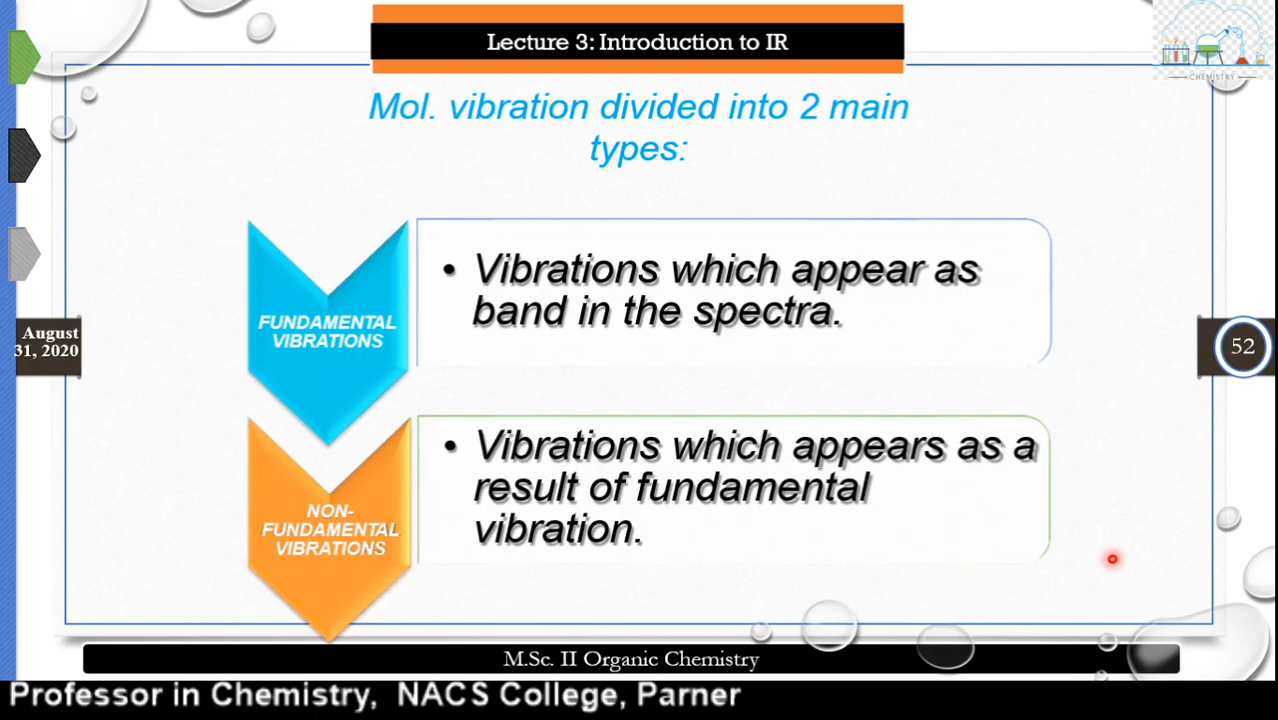 Lecture 3: Introduction to IR
CHEMISTRY
Mol. vibration divided into 2 main
types:
FUNDAMENTAL
VIBRATIONS
• Vibrations which appear as
band in the spectra.
August
31, 2020
52
NON-
FUNDAMENTAL
VIBRATIONS
• Vibrations which appears as a
result of fundamental
vibration.
M.Sc. II Organic Chemistry
Professor in Chemistry, NACS College, Parner